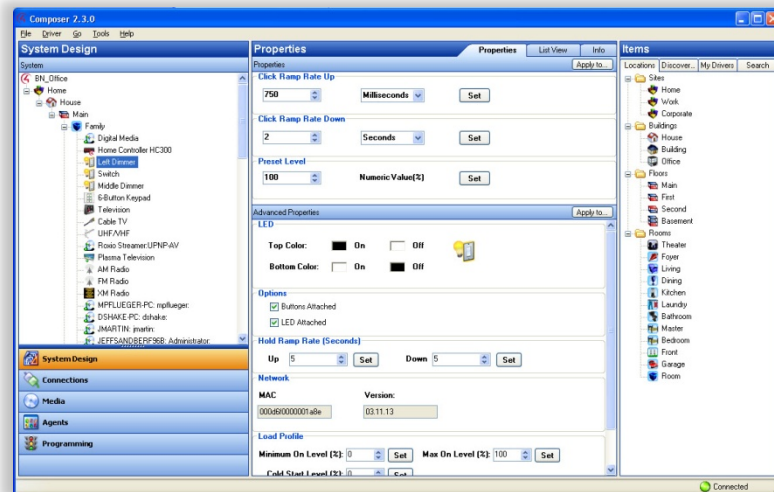 Composer 2.3.0
File Driver Go Tools Help
System Design
System
BN_Office
Home
House
Main
Family
Digital Media
Home Controller HC300
Left Dimmer
Switch
Middle Dimmer
6-Button Keypad
Television
Cable TV
UHF/VHF
Roxio Streamer:UPNP-AV
Plasma Television
AM Radio
FM Radio
XM Radio
MPFLUEGER-PC: mpflueger:
DSHAKE-PC: dshake:
JMARTIN: jmartin:
JEFFSANDBERF96B: Administrator:
System Design
Connections
Media
Agents
Programming
Properties
Properties List View Info
Properties Apply to...
Click Ramp Rate Up
750 Milliseconds Set
Click Ramp Rate Down
2 Seconds Set
Preset Level
100 Numeric Value(%) Set
Advanced Properties Apply to...
LED
Top Color: On Off
Bottom Color: On Off
Options
Buttons Attached
LED Attached
Hold Ramp Rate (Seconds)
Up 5 Set Down 5 Set
Network
MAC Version:
000d6f0000001a8e 03.11.13
Load Profile
Minimum On Level (%): 0 Set Max On Level (%): 100 Set
Cold Start Level (%): 0 Set
Items
Locations Discover... My Drivers Search
Sites
Home
Work
Corporate
Buildings
House
Building
Office
Floors
Main
First
Second
Basement
Rooms
Theater
Foyer
Living
Dining
Kitchen
Laundry
Bathroom
Master
Bedroom
Front
Garage
Room
Connected